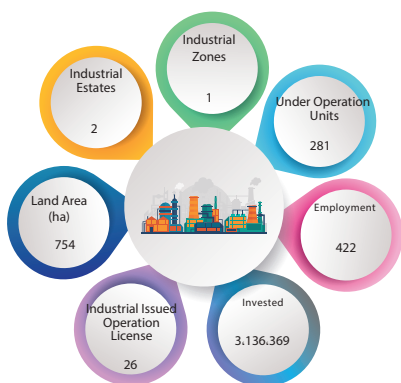 Industrial
Zones
1
Under Operation
Units
281
Employment
422
Invested
3.136.369
Industrial Issued
Operation
License
26
Land Area
(ha)
754
Industrial
Estates
2